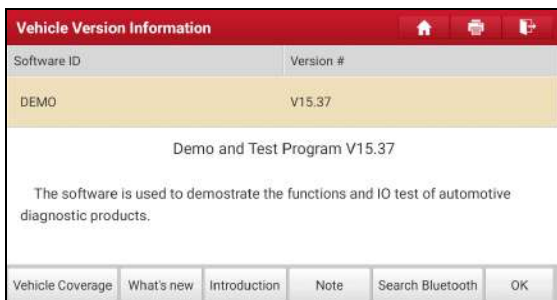 Vehicle Version Information
Software ID Version #
DEMO V15.37
Demo and Test Program V15.37
The software is used to demostrate the functions and IO test of automotive
diagnostic products.
Vehicle Coverage What's new Introduction Note Search Bluetooth OK